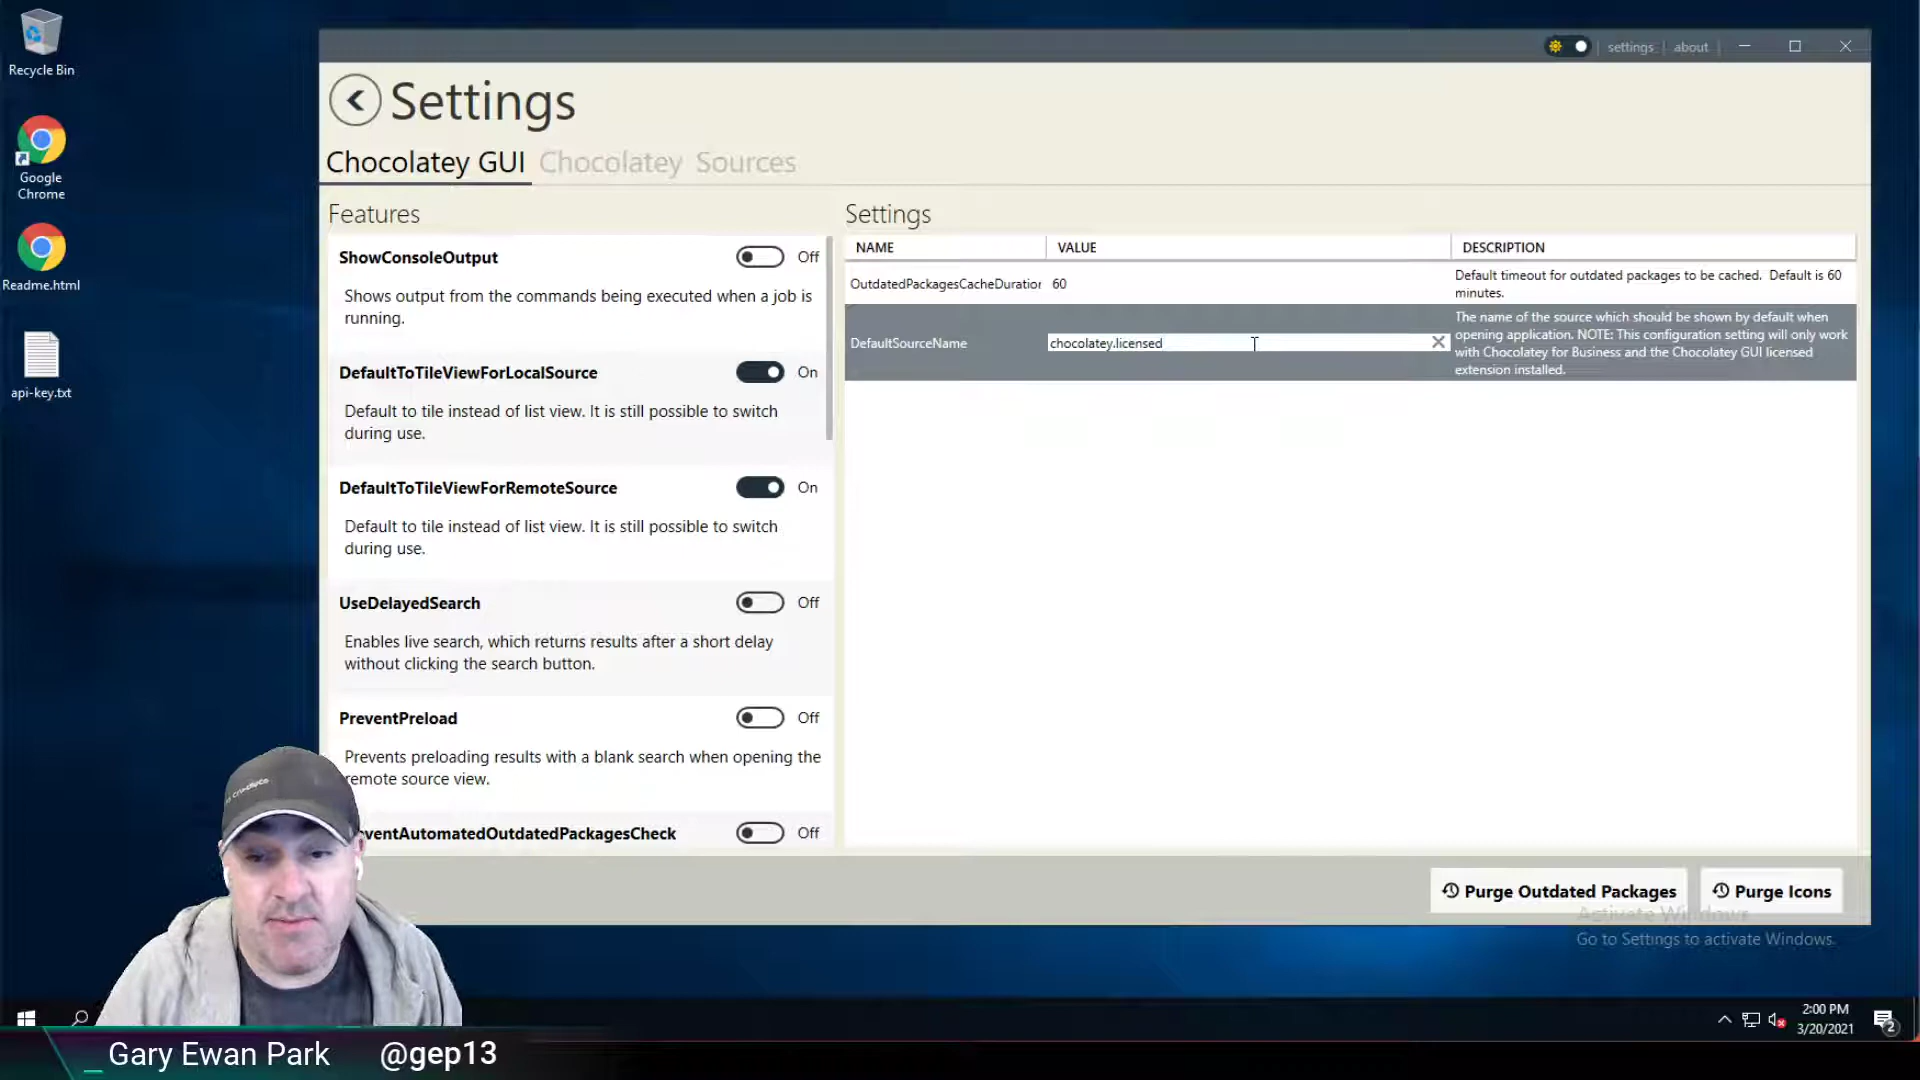 Recycle Bin
Google
Chrome
Readme.html
api-key.txt
settings
about
Settings
Chocolatey GUI
Chocolatey
Sources
Features
ShowConsoleOutput
Off
Shows output from the commands being executed when a job is
running.
DefaultToTileViewForLocalSource
On
Default to tile instead of list view. It is still possible to switch
during use.
DefaultToTileViewForRemoteSource
On
Default to tile instead of list view. It is still possible to switch
during use.
UseDelayedSearch
Off
Enables live search, which returns results after a short delay
without clicking the search button.
PreventPreload
Off
Prevents preloading results with a blank search when opening the
remote source view.
ventAutomatedOutdatedPackagesCheck
Off
Settings
NAME
VALUE
DESCRIPTION
OutdatedPackagesCacheDuration
60
Default timeout for outdated packages to be cached. Default is 60
minutes.
DefaultSourceName
chocolatey.licensed
The name of the source which should be shown by default when
opening application. NOTE: This configuration setting will only work
with Chocolatey for Business and the Chocolatey GUI licensed
extension installed.
Purge Outdated Packages
Purge Icons
Activate Windows
Go to Settings to activate Windows.
2:00 PM
3/20/2021
2
_ Gary Ewan Park
@gep13